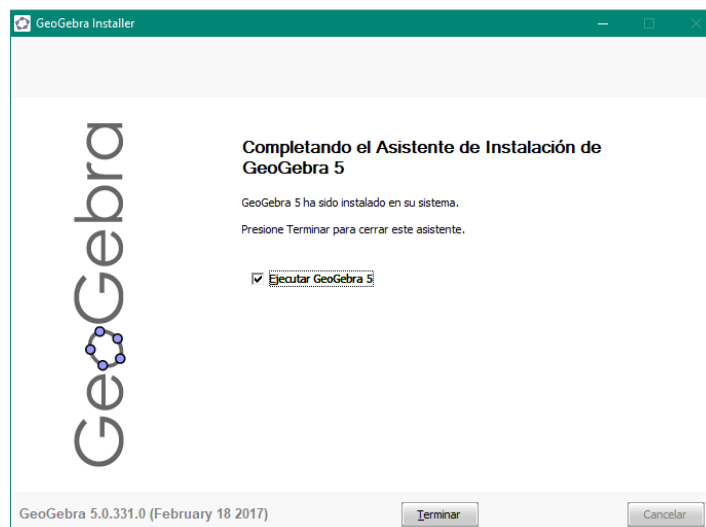 GeoGebra Installer
GeoGebra
Completando el Asistente de Instalación de
GeoGebra 5
GeoGebra 5 ha sido instalado en su sistema.
Presione Terminar para cerrar este asistente.
Ejecutar GeoGebra 5
GeoGebra 5.0.331.0 (February 18 2017)
Terminar
Cancelar